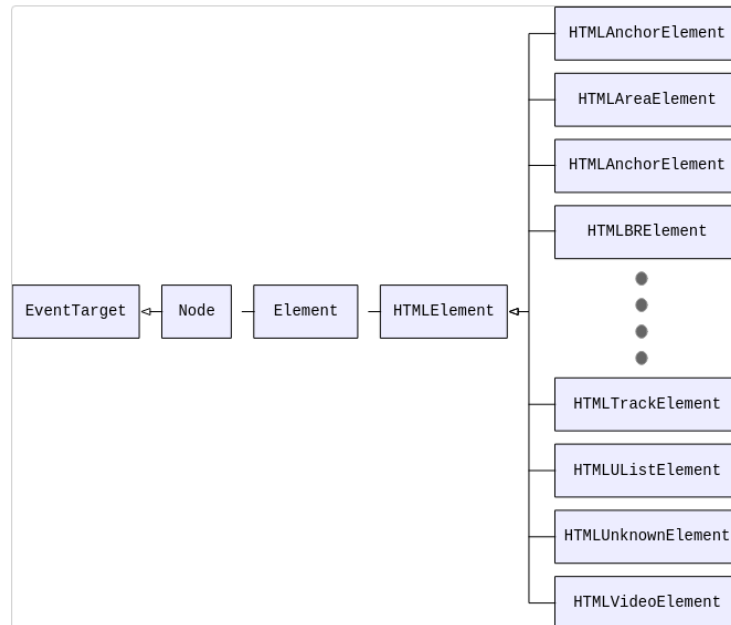 HTMLAnchorElement
HTMLAreaElement
HTMLAnchorElement
HTMLBRElement
EventTarget
Node
Element
HTMLElement
HTMLTrackElement
HTMLUListElement
HTMLUnknownElement
HTMLVideoElement